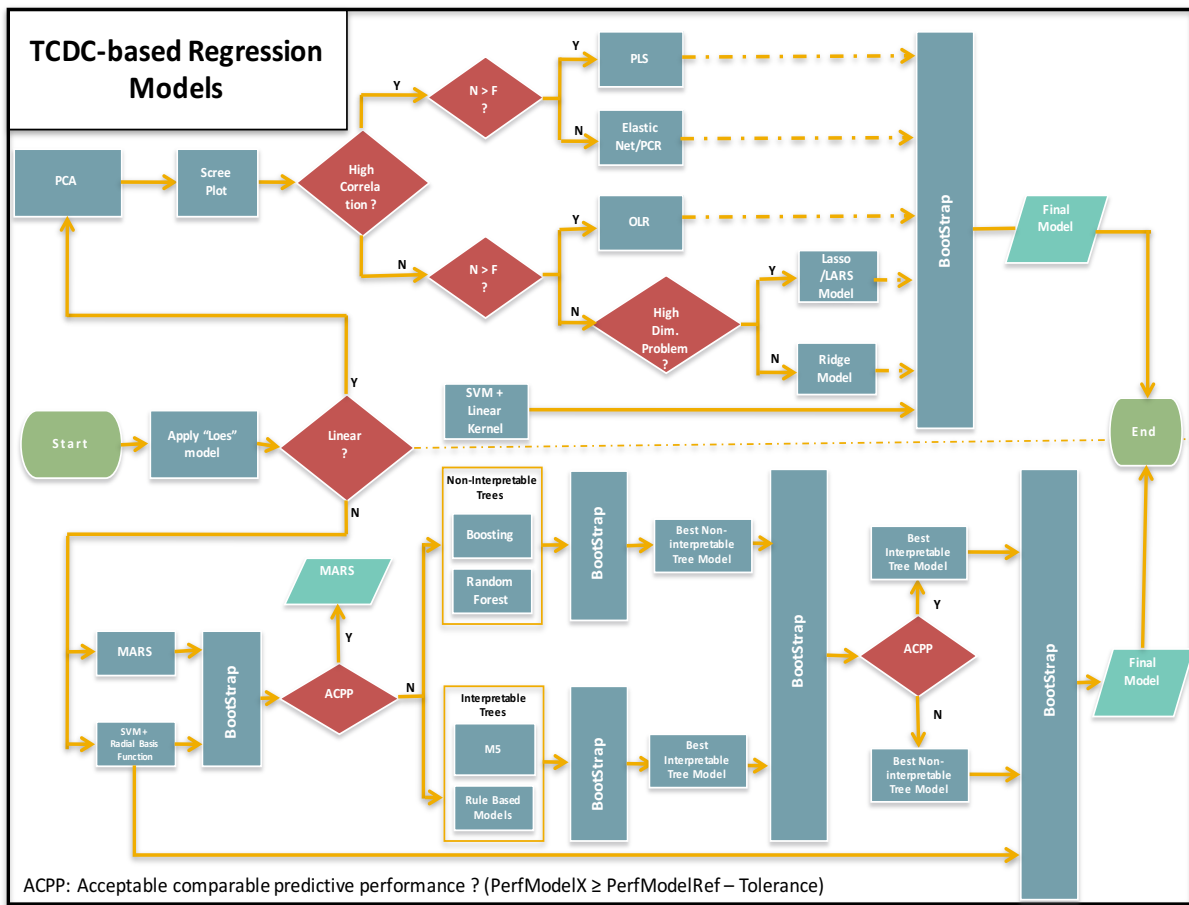 TCDC-based Regression
Models
Y
N > F
?
Y
PLS
N
Elastic
Net/PCR
PCA
Scree
Plot
High
Correla
tion ?
N
N > F
?
Y
OLR
N
High
Dim.
Problem
?
Y
Lasso
/LARS
Model
N
Ridge
Model
SVM +
Linear
Kernel
BootStrap
Final
Model
Start
Apply “Loes”
model
Linear
?
Y
N
End
MARS
SVM+
Radial Basis
Function
BootStrap
ACPP
Y
MARS
N
Non-Interpretable
Trees
Boosting
Random
Forest
BootStrap
Best Non-
interpretable
Tree Model
Interpretable
Trees
M5
Rule Based
Models
BootStrap
Best
Interpretable
Tree Model
BootStrap
ACPP
Y
Best
Interpretable
Tree Model
N
Best Non-
interpretable
Tree Model
BootStrap
Final
Model
ACPP: Acceptable comparable predictive performance ? (PerfModelX ≥ PerfModelRef – Tolerance)